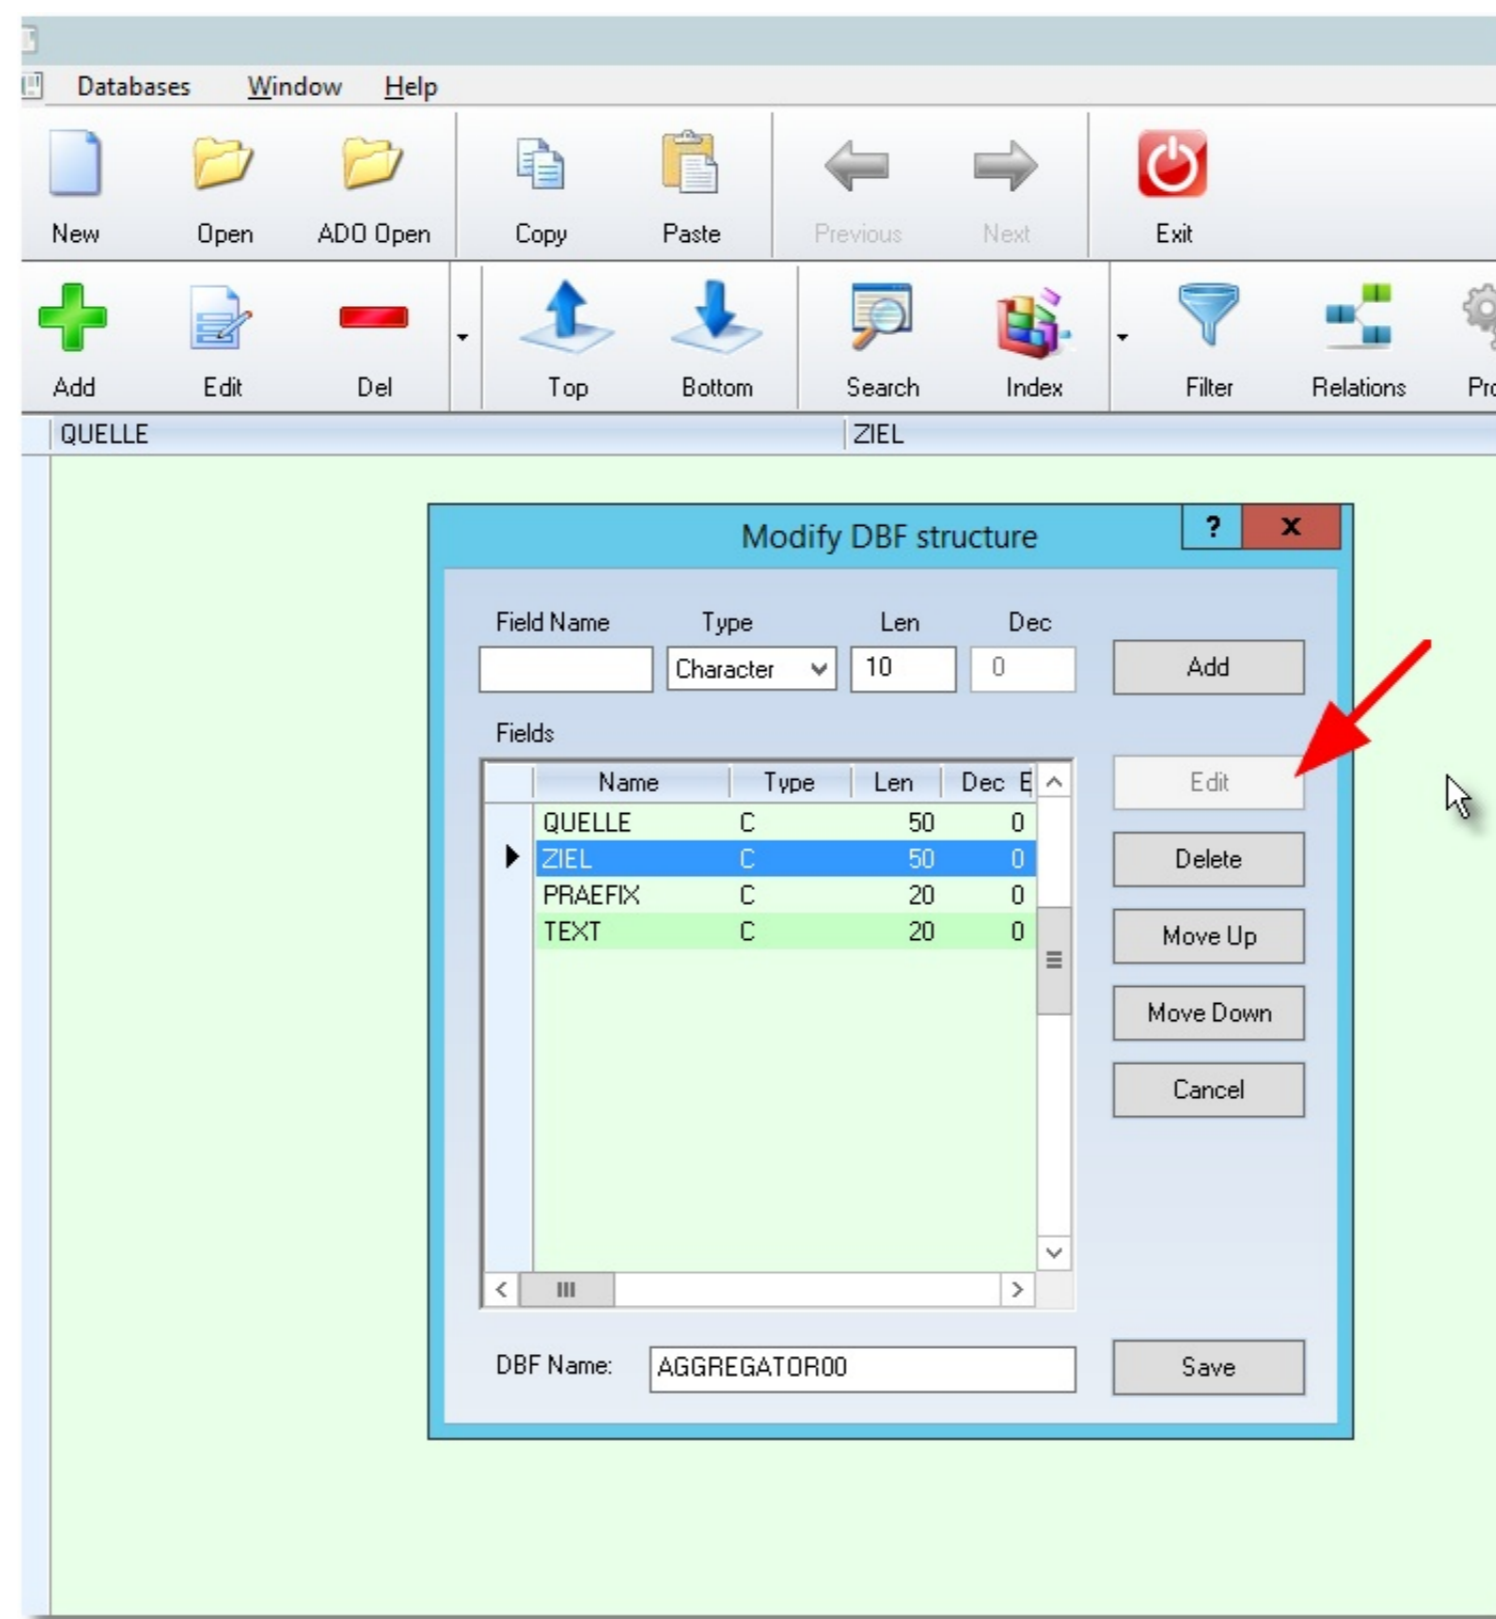 Databases Window Help
New Open ADO Open Copy Paste Previous Next Exit
Add Edit Del Top Bottom Search Index Filter Relations
QUELLE ZIEL
Modify DBF structure ? X
Field Name Type Len Dec
Character 10 0 Add
Fields
Name Type Len Dec E Edit
QUELLE C 50 0
ZIEL C 50 0 Delete
PRAEFIX C 20 0
TEXT C 20 0 Move Up
Move Down
Cancel
DBF Name: AGGREGATOR00 Save